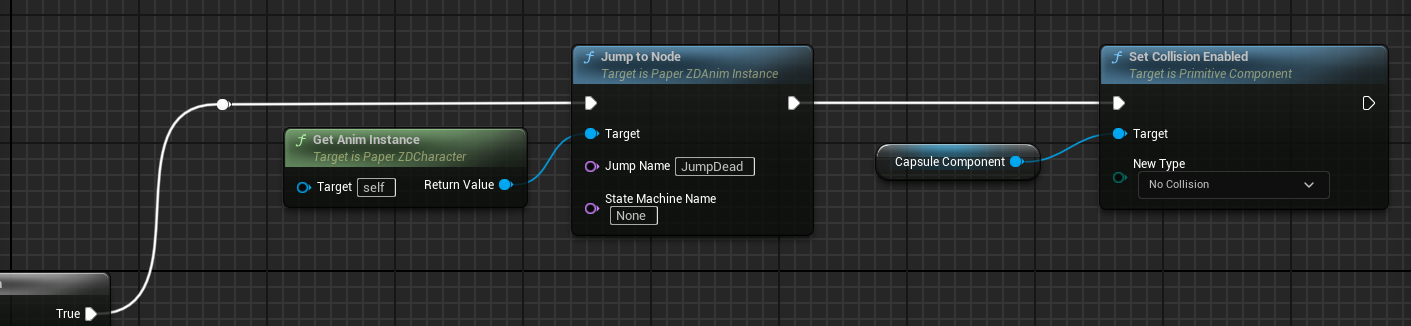 Jump to Node
Target is Paper ZDAnim Instance
Target
Jump Name JumpDead
State Machine Name
None
Set Collision Enabled
Target is Primitive Component
Target
New Type
No Collision
Get Anim Instance
Target is Paper ZDCharacter
Target self Return Value
Capsule Component
True